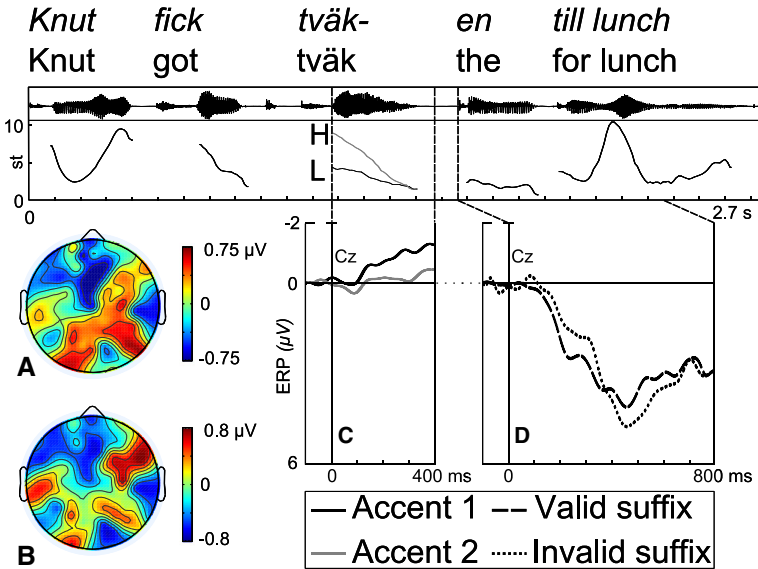 Knut fick tväk- en till lunch
Knut got tväk the for lunch
10
st
0
H
L
0
2.7 s
0.75 µV
0
-0.75
A
0.8 µV
0
-0.8
B
-2
0
6
ERP (µV)
Cz
C
0 400 ms
Cz
D
0 800 ms
Accent 1 Valid suffix
Accent 2 Invalid suffix